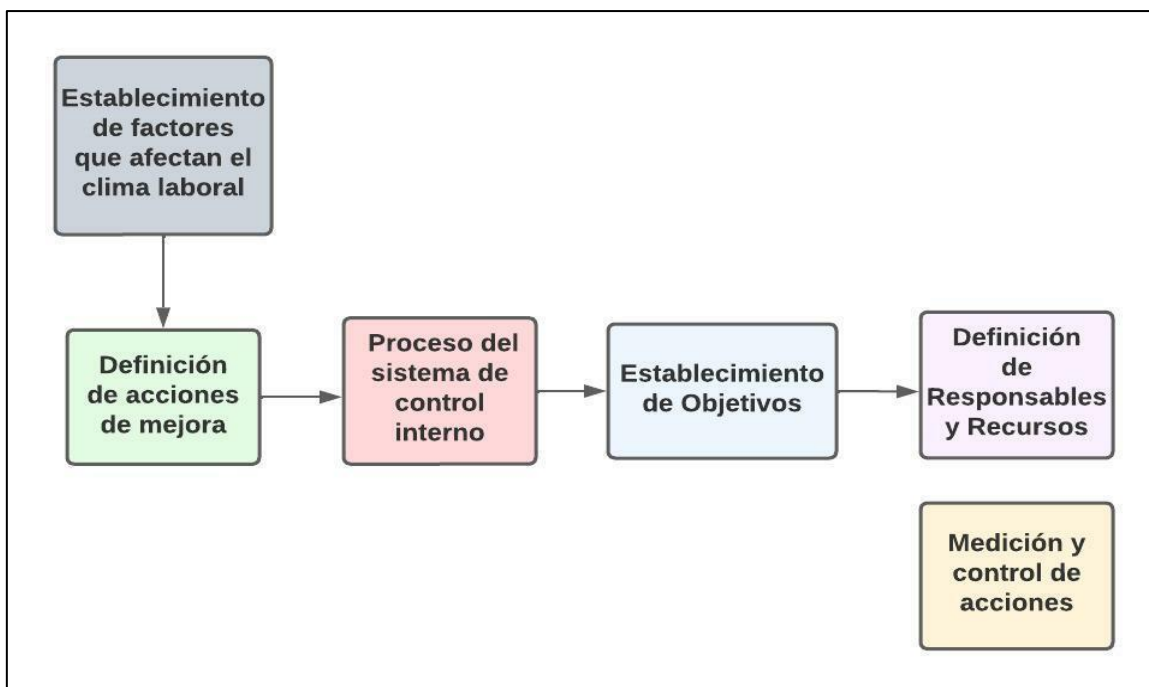 Establecimiento
de factores
que afectan el
clima laboral
Definición
de acciones
de mejora
Proceso del
sistema de
control
interno
Establecimiento
de Objetivos
Definición
de
Responsables
y Recursos
Medición y
control de
acciones